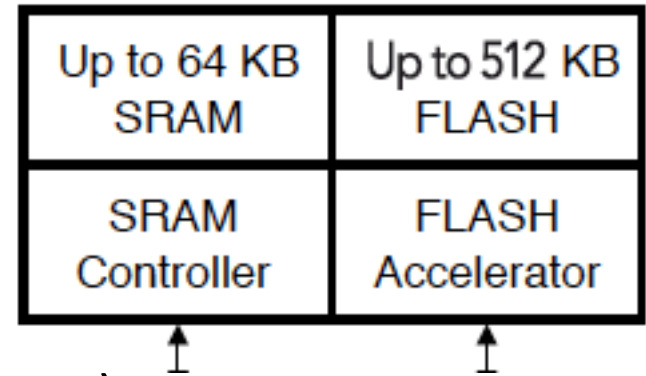 Up to 64 KB
SRAM
Up to 512 KB
FLASH
SRAM
Controller
FLASH
Accelerator